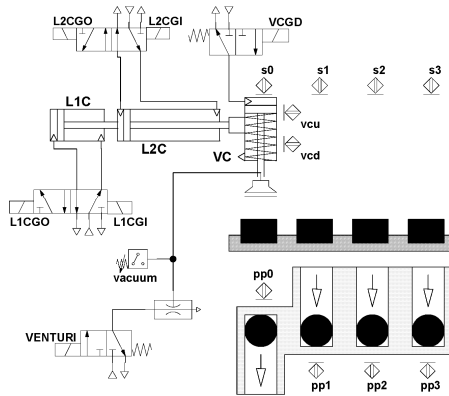 L2CGO
L2CGI
VCGD
s0
s1
s2
s3
L1C
vcu
L2C
VC
vcd
L1CGO
L1CGI
vacuum
pp0
VENTURI
pp1
pp2
pp3